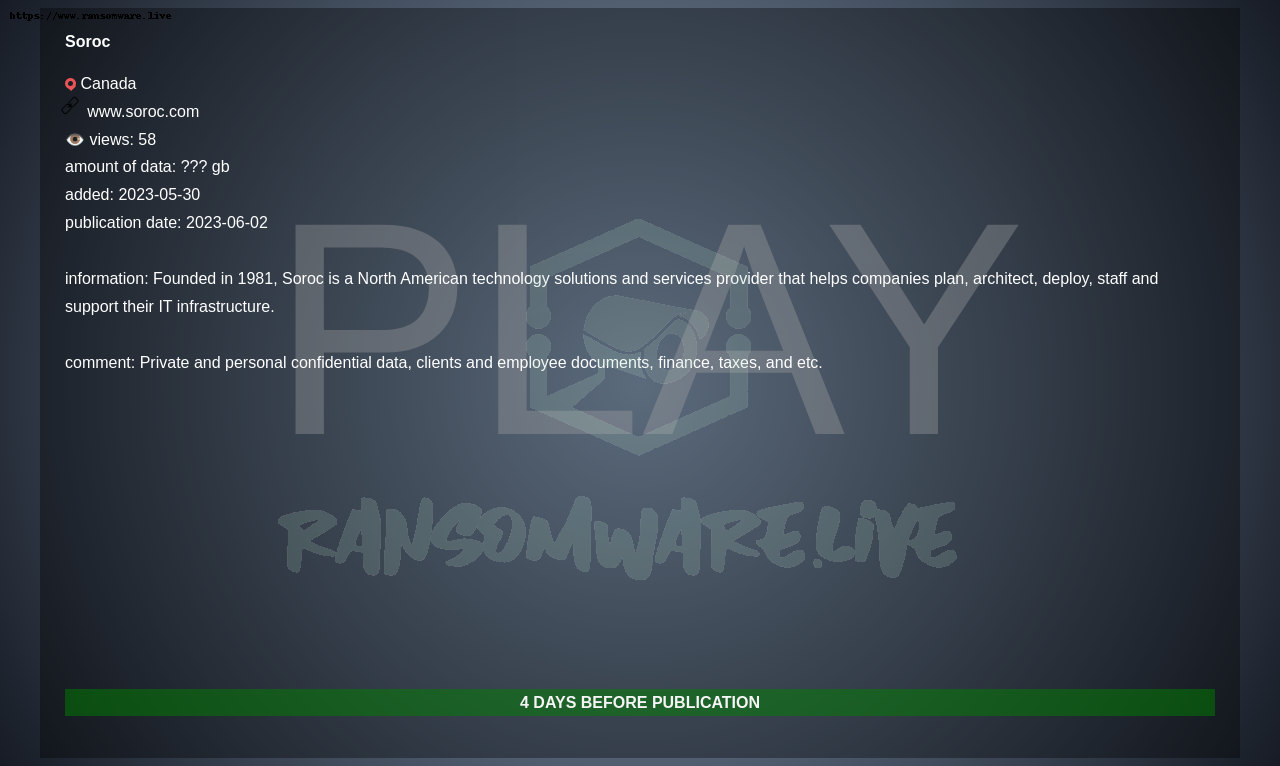 https://www.ransomware.live
Soroc
Canada
www.soroc.com
views: 58
amount of data: ??? gb
added: 2023-05-30
publication date: 2023-06-02
information: Founded in 1981, Soroc is a North American technology solutions and services provider that helps companies plan, architect, deploy, staff and
support their IT infrastructure.
comment: Private and personal confidential data, clients and employee documents, finance, taxes, and etc.
PLAY
RANSOMWARE.LIVE
4 DAYS BEFORE PUBLICATION